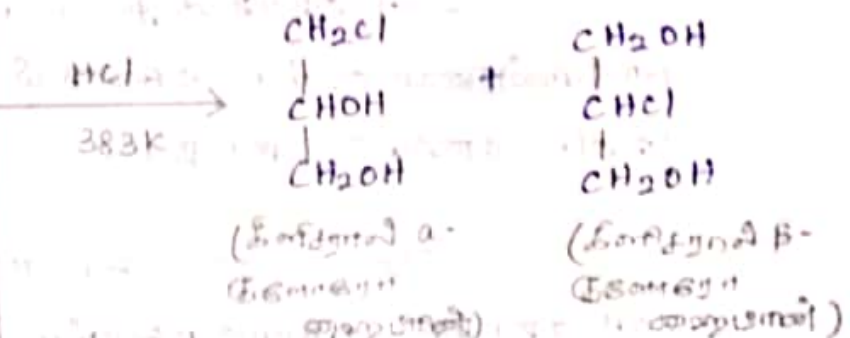 CH2Cl
CHOH
CH2OH
+
CH2OH
CHCl
CH2OH
HCl
383K
(கிளிசரால் α-
குளோரோ
ஹைட்ரின்)
(கிளிசரால் β-
குளோரோ
)